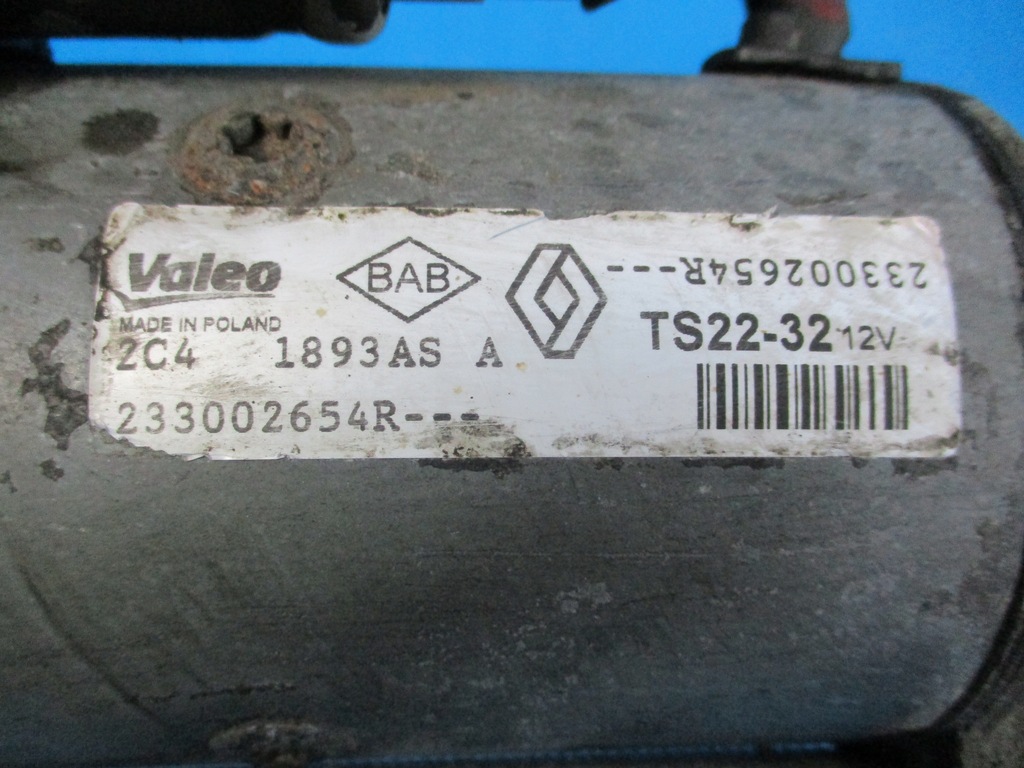 Valeo
MADE IN POLAND
2C4 1893AS A
233002654R---
BAB
233002654R---
TS22-32 12V